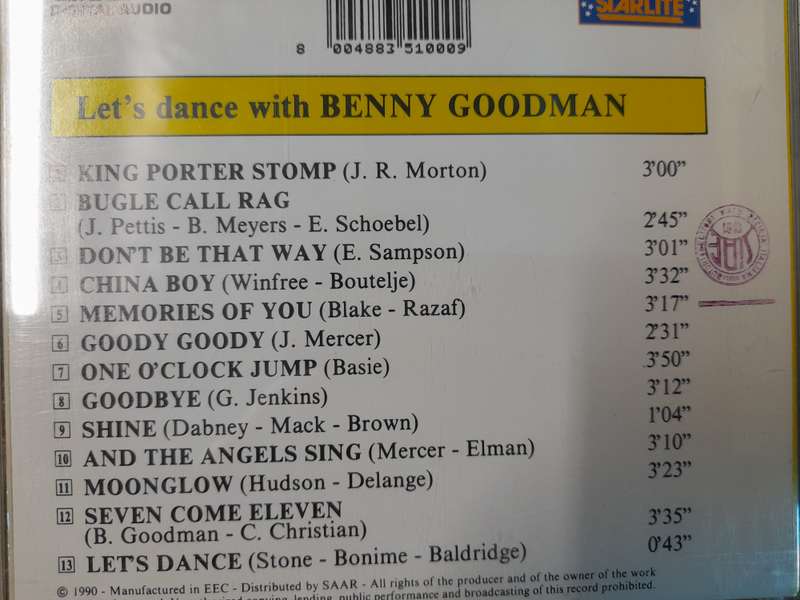 DIGITAL AUDIO
STARLITE
8 004883 510009
Let's dance with BENNY GOODMAN
KING PORTER STOMP (J. R. Morton) 3'00"
BUGLE CALL RAG
(J. Pettis - B. Meyers - E. Schoebel) 2'45"
3 DON'T BE THAT WAY (E. Sampson) 3'01"
4 CHINA BOY (Winfree - Boutelje) 3'32"
5 MEMORIES OF YOU (Blake - Razaf) 3'17"
6 GOODY GOODY (J. Mercer) 2'31"
7 ONE O'CLOCK JUMP (Basie) 3'50"
8 GOODBYE (G. Jenkins) 3'12"
9 SHINE (Dabney - Mack - Brown) 1'04"
10 AND THE ANGELS SING (Mercer - Elman) 3'10"
11 MOONGLOW (Hudson - Delange) 3'23"
12 SEVEN COME ELEVEN
(B. Goodman - C. Christian) 3'35"
13 LET'S DANCE (Stone - Bonime - Baldridge) 0'43"
© 1990 - Manufactured in EEC - Distributed by SAAR - All rights of the producer and of the owner of the work
copying, lending, public performance and broadcasting of this record prohibited.